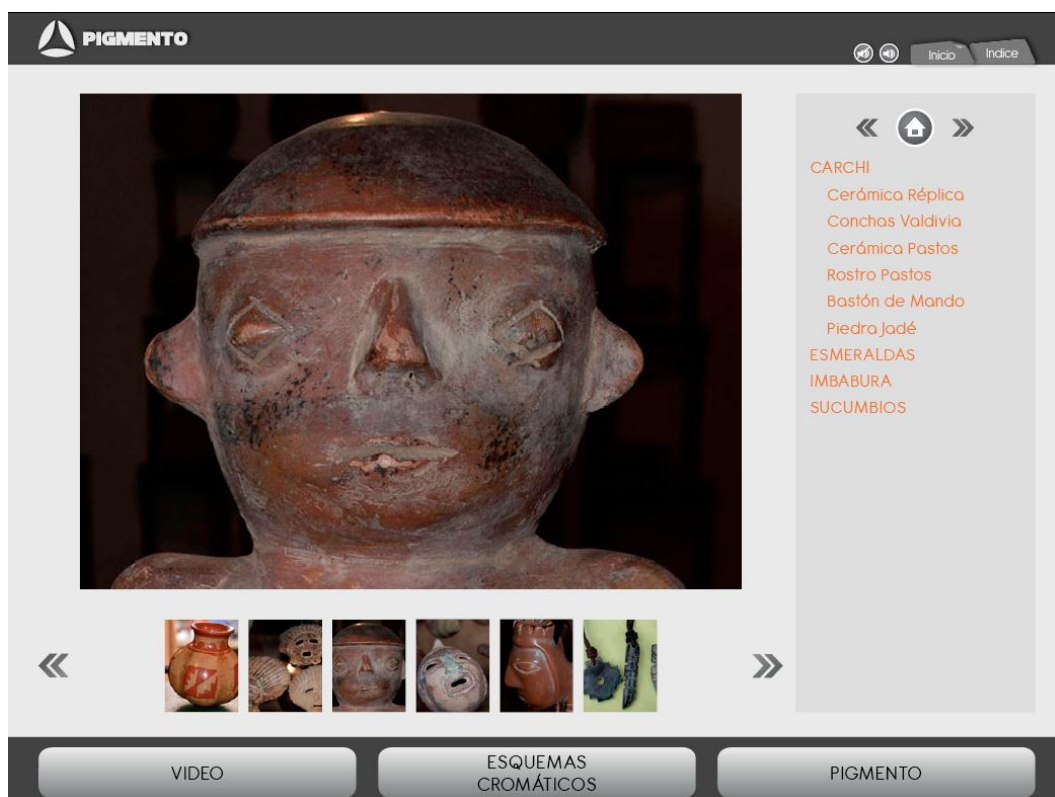 PIGMENTO
Inicio
Indice
CARCHI
Cerámica Réplica
Conchas Valdivia
Cerámica Pastos
Rostro Pastos
Bastón de Mando
Piedra Jadé
ESMERALDAS
IMBABURA
SUCUMBIOS
VIDEO
ESQUEMAS
CROMÁTICOS
PIGMENTO